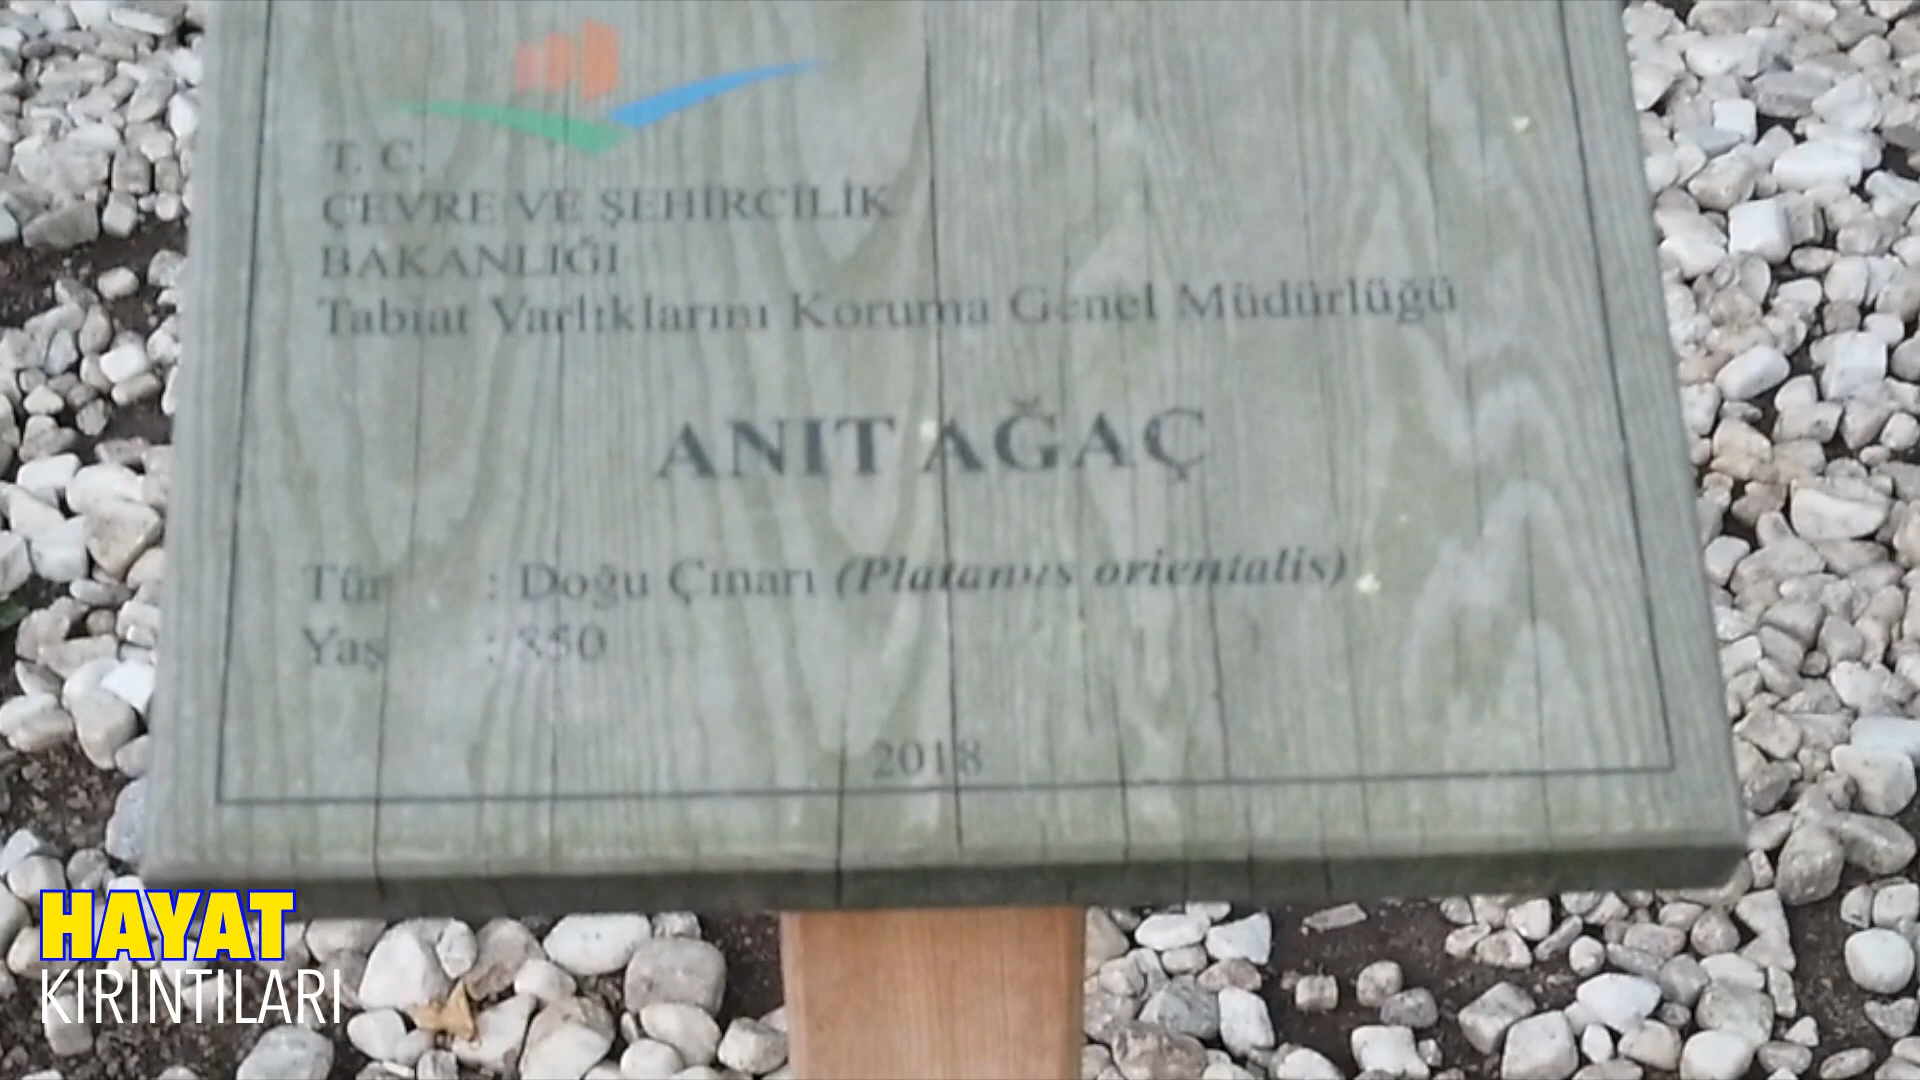 T. C.
ÇEVRE VE ŞEHİRCİLİK
BAKANLIĞI
Tabiat Varlıklarını Koruma Genel Müdürlüğü
ANIT AĞAÇ
Tür : Doğu Çınarı (Platanus orientalis)
Yaş : 850
2018
HAYAT
KIRINTILARI